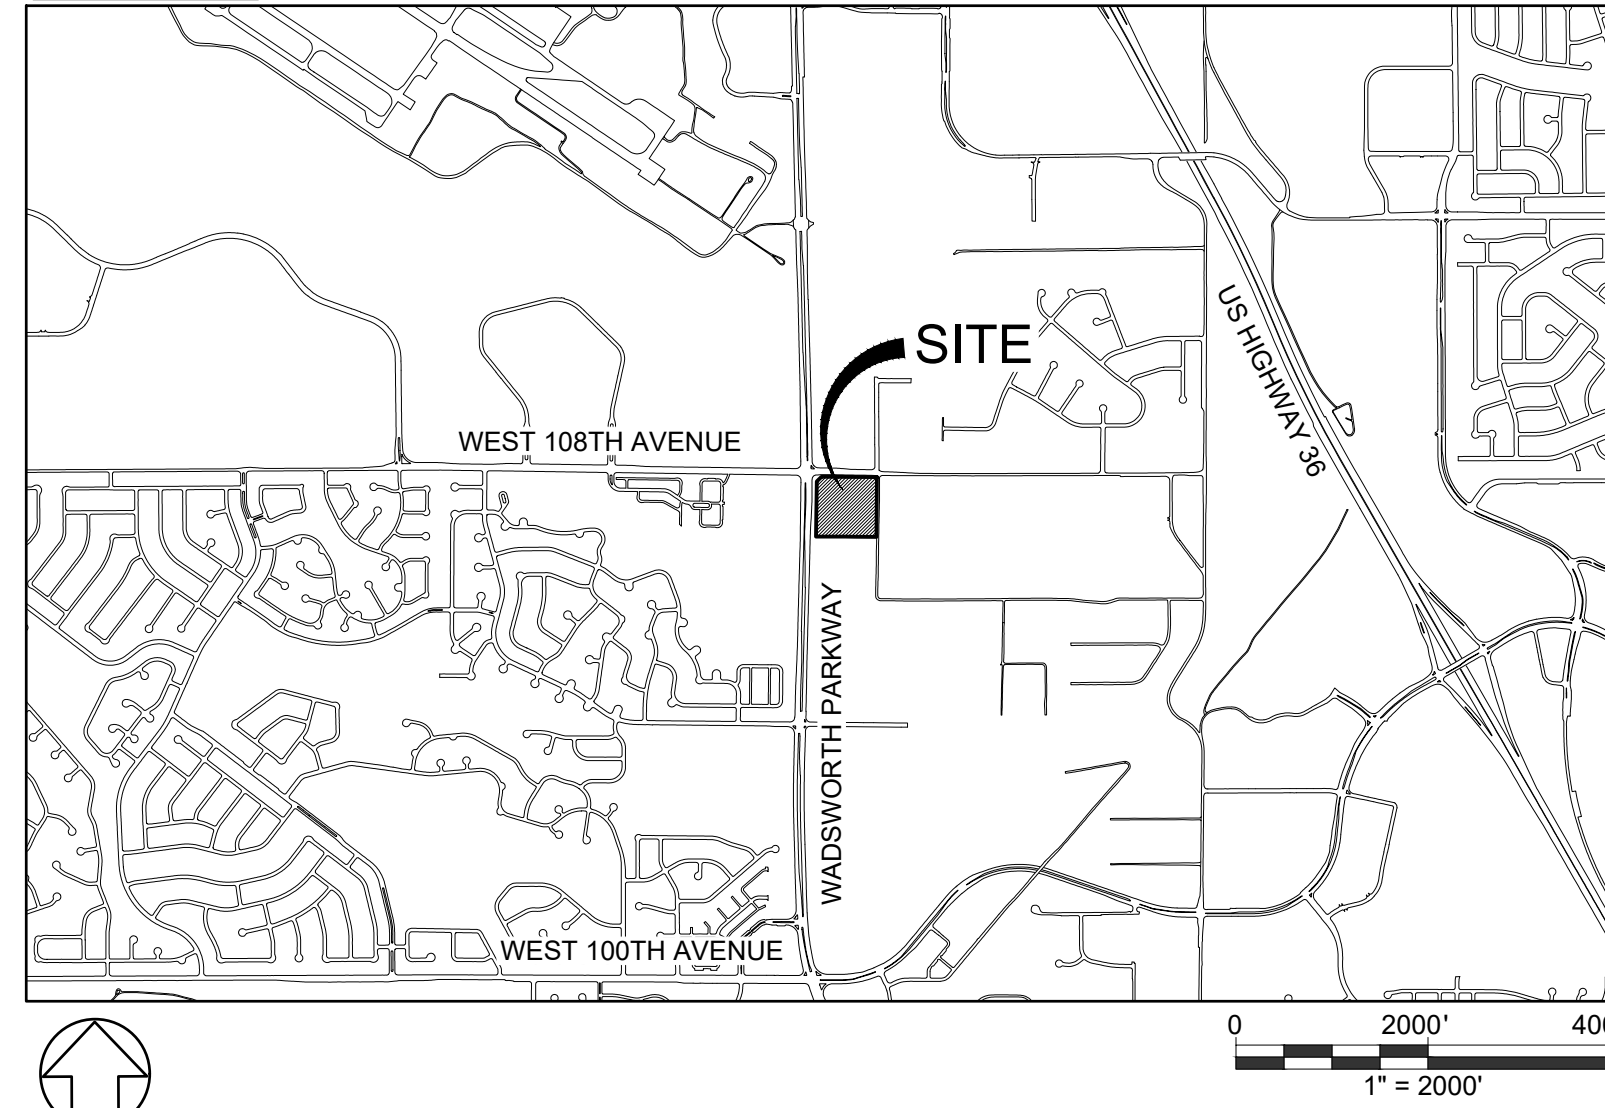 SITE
US HIGHWAY 36
WEST 108TH AVENUE
WADSWORTH PARKWAY
WEST 100TH AVENUE
0 2000'
1" = 2000'